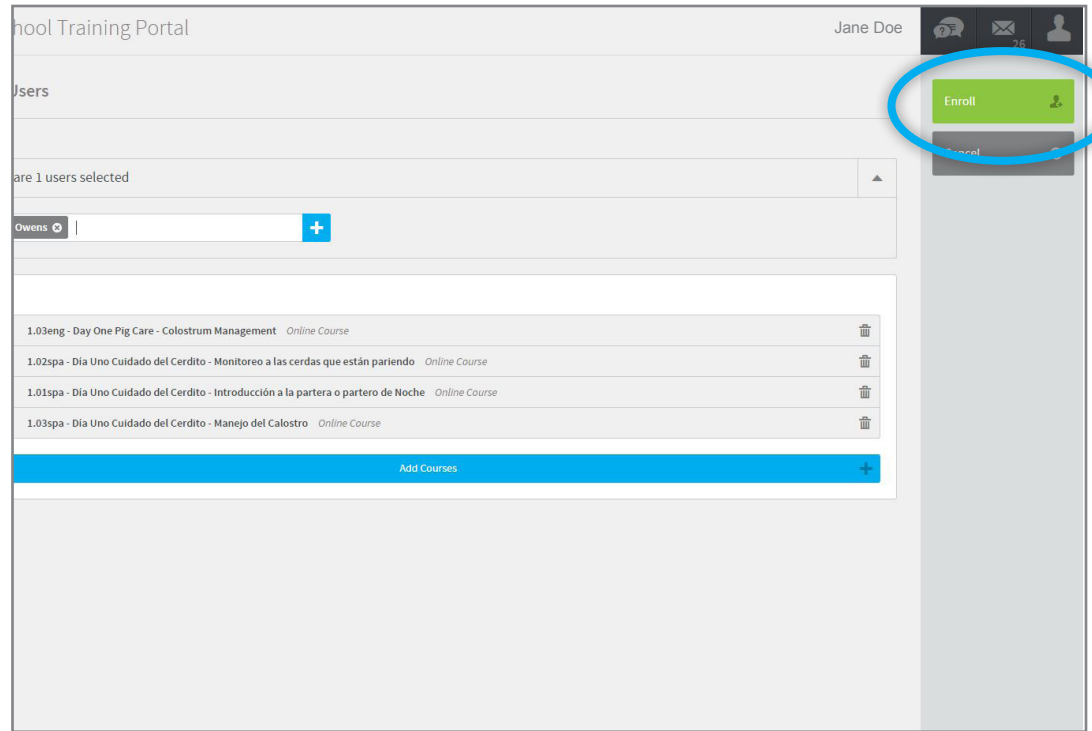 hool Training Portal
Jane Doe
26
Users
Enroll
Cancel
are 1 users selected
Owens
1.03eng - Day One Pig Care - Colostrum Management Online Course
1.02spa - Día Uno Cuidado del Cerdito - Monitoreo a las cerdas que están pariendo Online Course
1.01spa - Día Uno Cuidado del Cerdito - Introducción a la partera o partero de Noche Online Course
1.03spa - Día Uno Cuidado del Cerdito - Manejo del Calostro Online Course
Add Courses